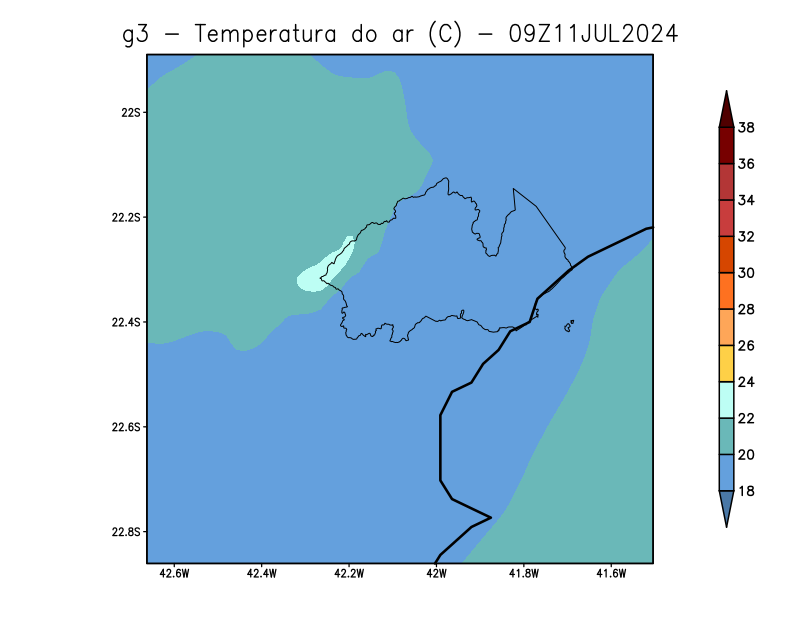 g3 – Temperatura do ar (C) – 09Z11JUL2024
22S
22.2S
22.4S
22.6S
22.8S
42.6W
42.4W
42.2W
42W
41.8W
41.6W
38
36
34
32
30
28
26
24
22
20
18